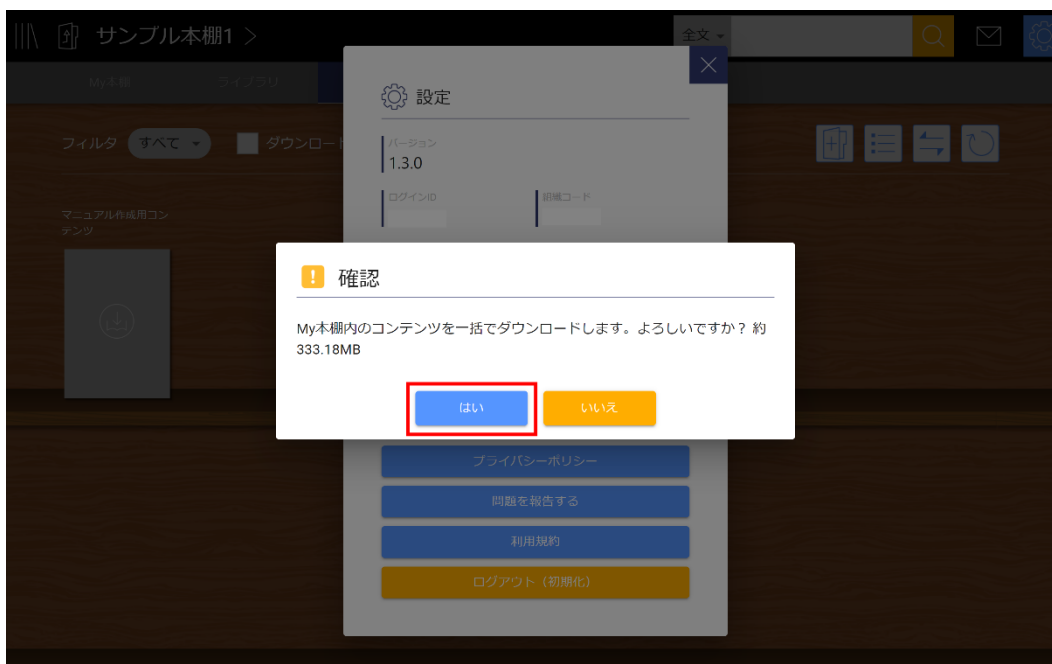 サンプル本棚1 >
全文
My本棚
ライブラリ
設定
フィルタ
すべて
ダウンロード
バージョン
1.3.0
ログインID
組織コード
マニュアル作成用コン
テンツ
確認
My本棚内のコンテンツを一括でダウンロードします。よろしいですか? 約
333.18MB
はい
いいえ
プライバシーポリシー
問題を報告する
利用規約
ログアウト（初期化）